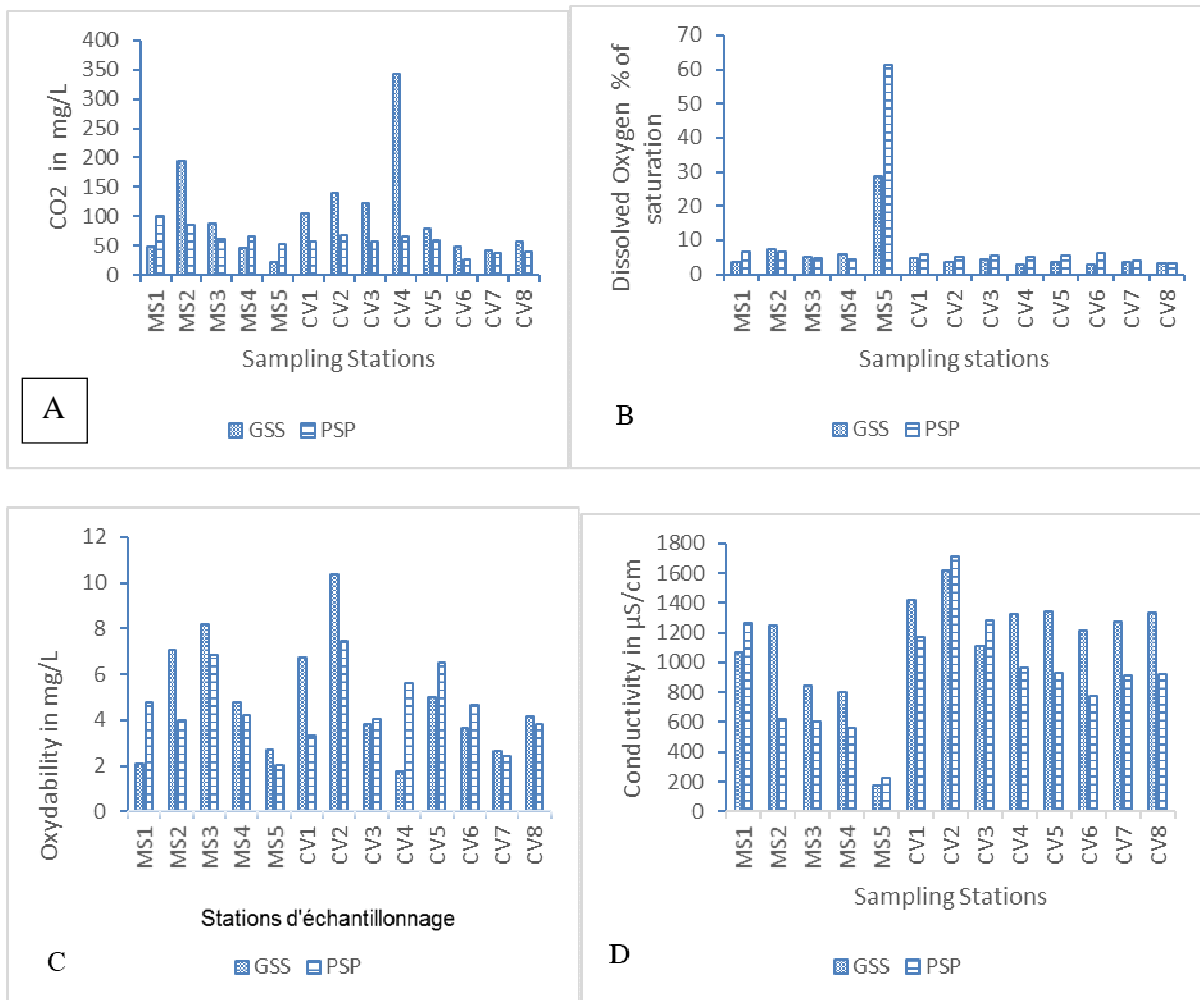 400
350
300
250
200
150
100
50
0
CO2 in mg/L
MS1 MS2 MS3 MS4 MS5 CV1 CV2 CV3 CV4 CV5 CV6 CV7 CV8
Sampling Stations
A
GSS PSP
70
60
50
40
30
20
10
0
Dissolved Oxygen % of
saturation
MS1 MS2 MS3 MS4 MS5 CV1 CV2 CV3 CV4 CV5 CV6 CV7 CV8
Sampling stations
B
GSS PSP
12
10
8
6
4
2
0
Oxydability in mg/L
MS1 MS2 MS3 MS4 MS5 CV1 CV2 CV3 CV4 CV5 CV6 CV7 CV8
Stations d'échantillonnage
C
GSS PSP
1800
1600
1400
1200
1000
800
600
400
200
0
Conductivity in µS/cm
MS1 MS2 MS3 MS4 MS5 CV1 CV2 CV3 CV4 CV5 CV6 CV7 CV8
Sampling Stations
D
GSS PSP